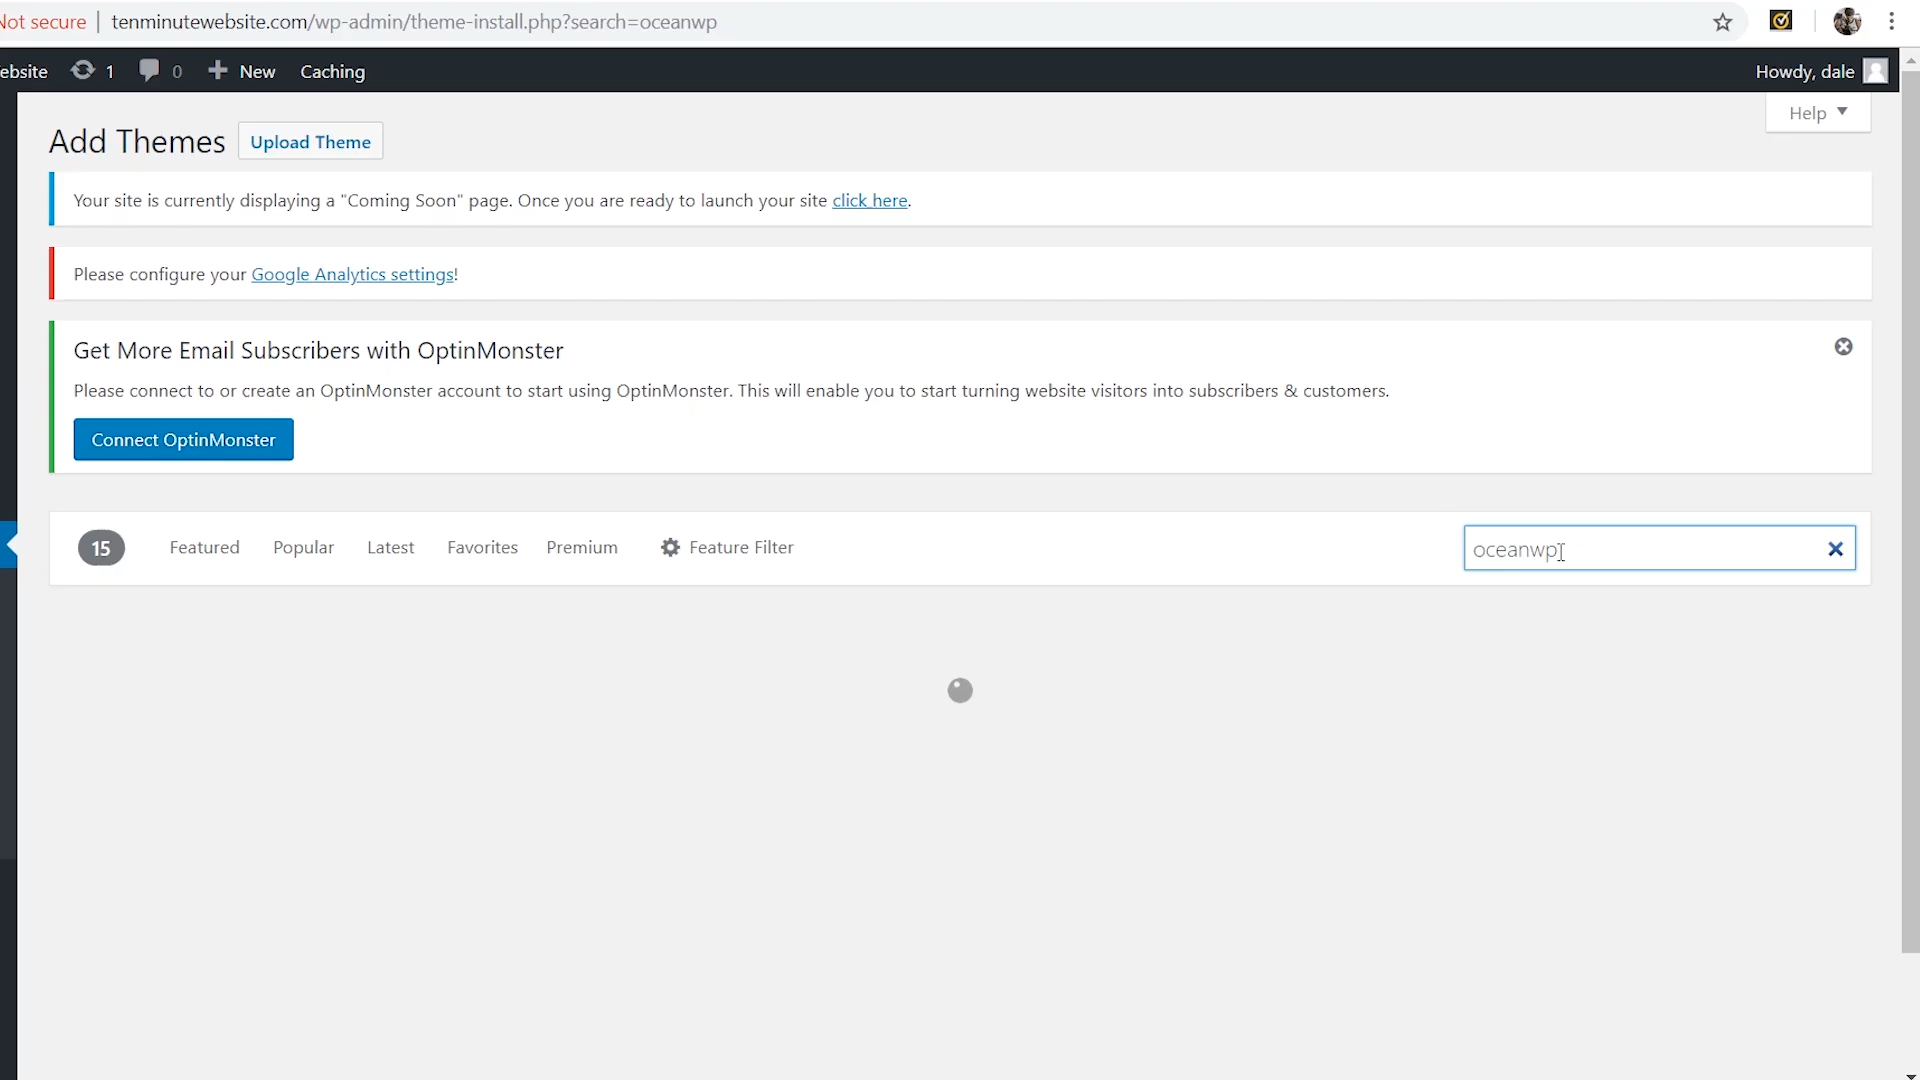 Not secure | tenminutewebsite.com/wp-admin/theme-install.php?search=oceanwp
ebsite 1 0 New Caching Howdy, dale
Help
Add Themes Upload Theme
Your site is currently displaying a "Coming Soon" page. Once you are ready to launch your site click here.
Please configure your Google Analytics settings!
Get More Email Subscribers with OptinMonster
Please connect to or create an OptinMonster account to start using OptinMonster. This will enable you to start turning website visitors into subscribers & customers.
Connect OptinMonster
15 Featured Popular Latest Favorites Premium Feature Filter oceanwp